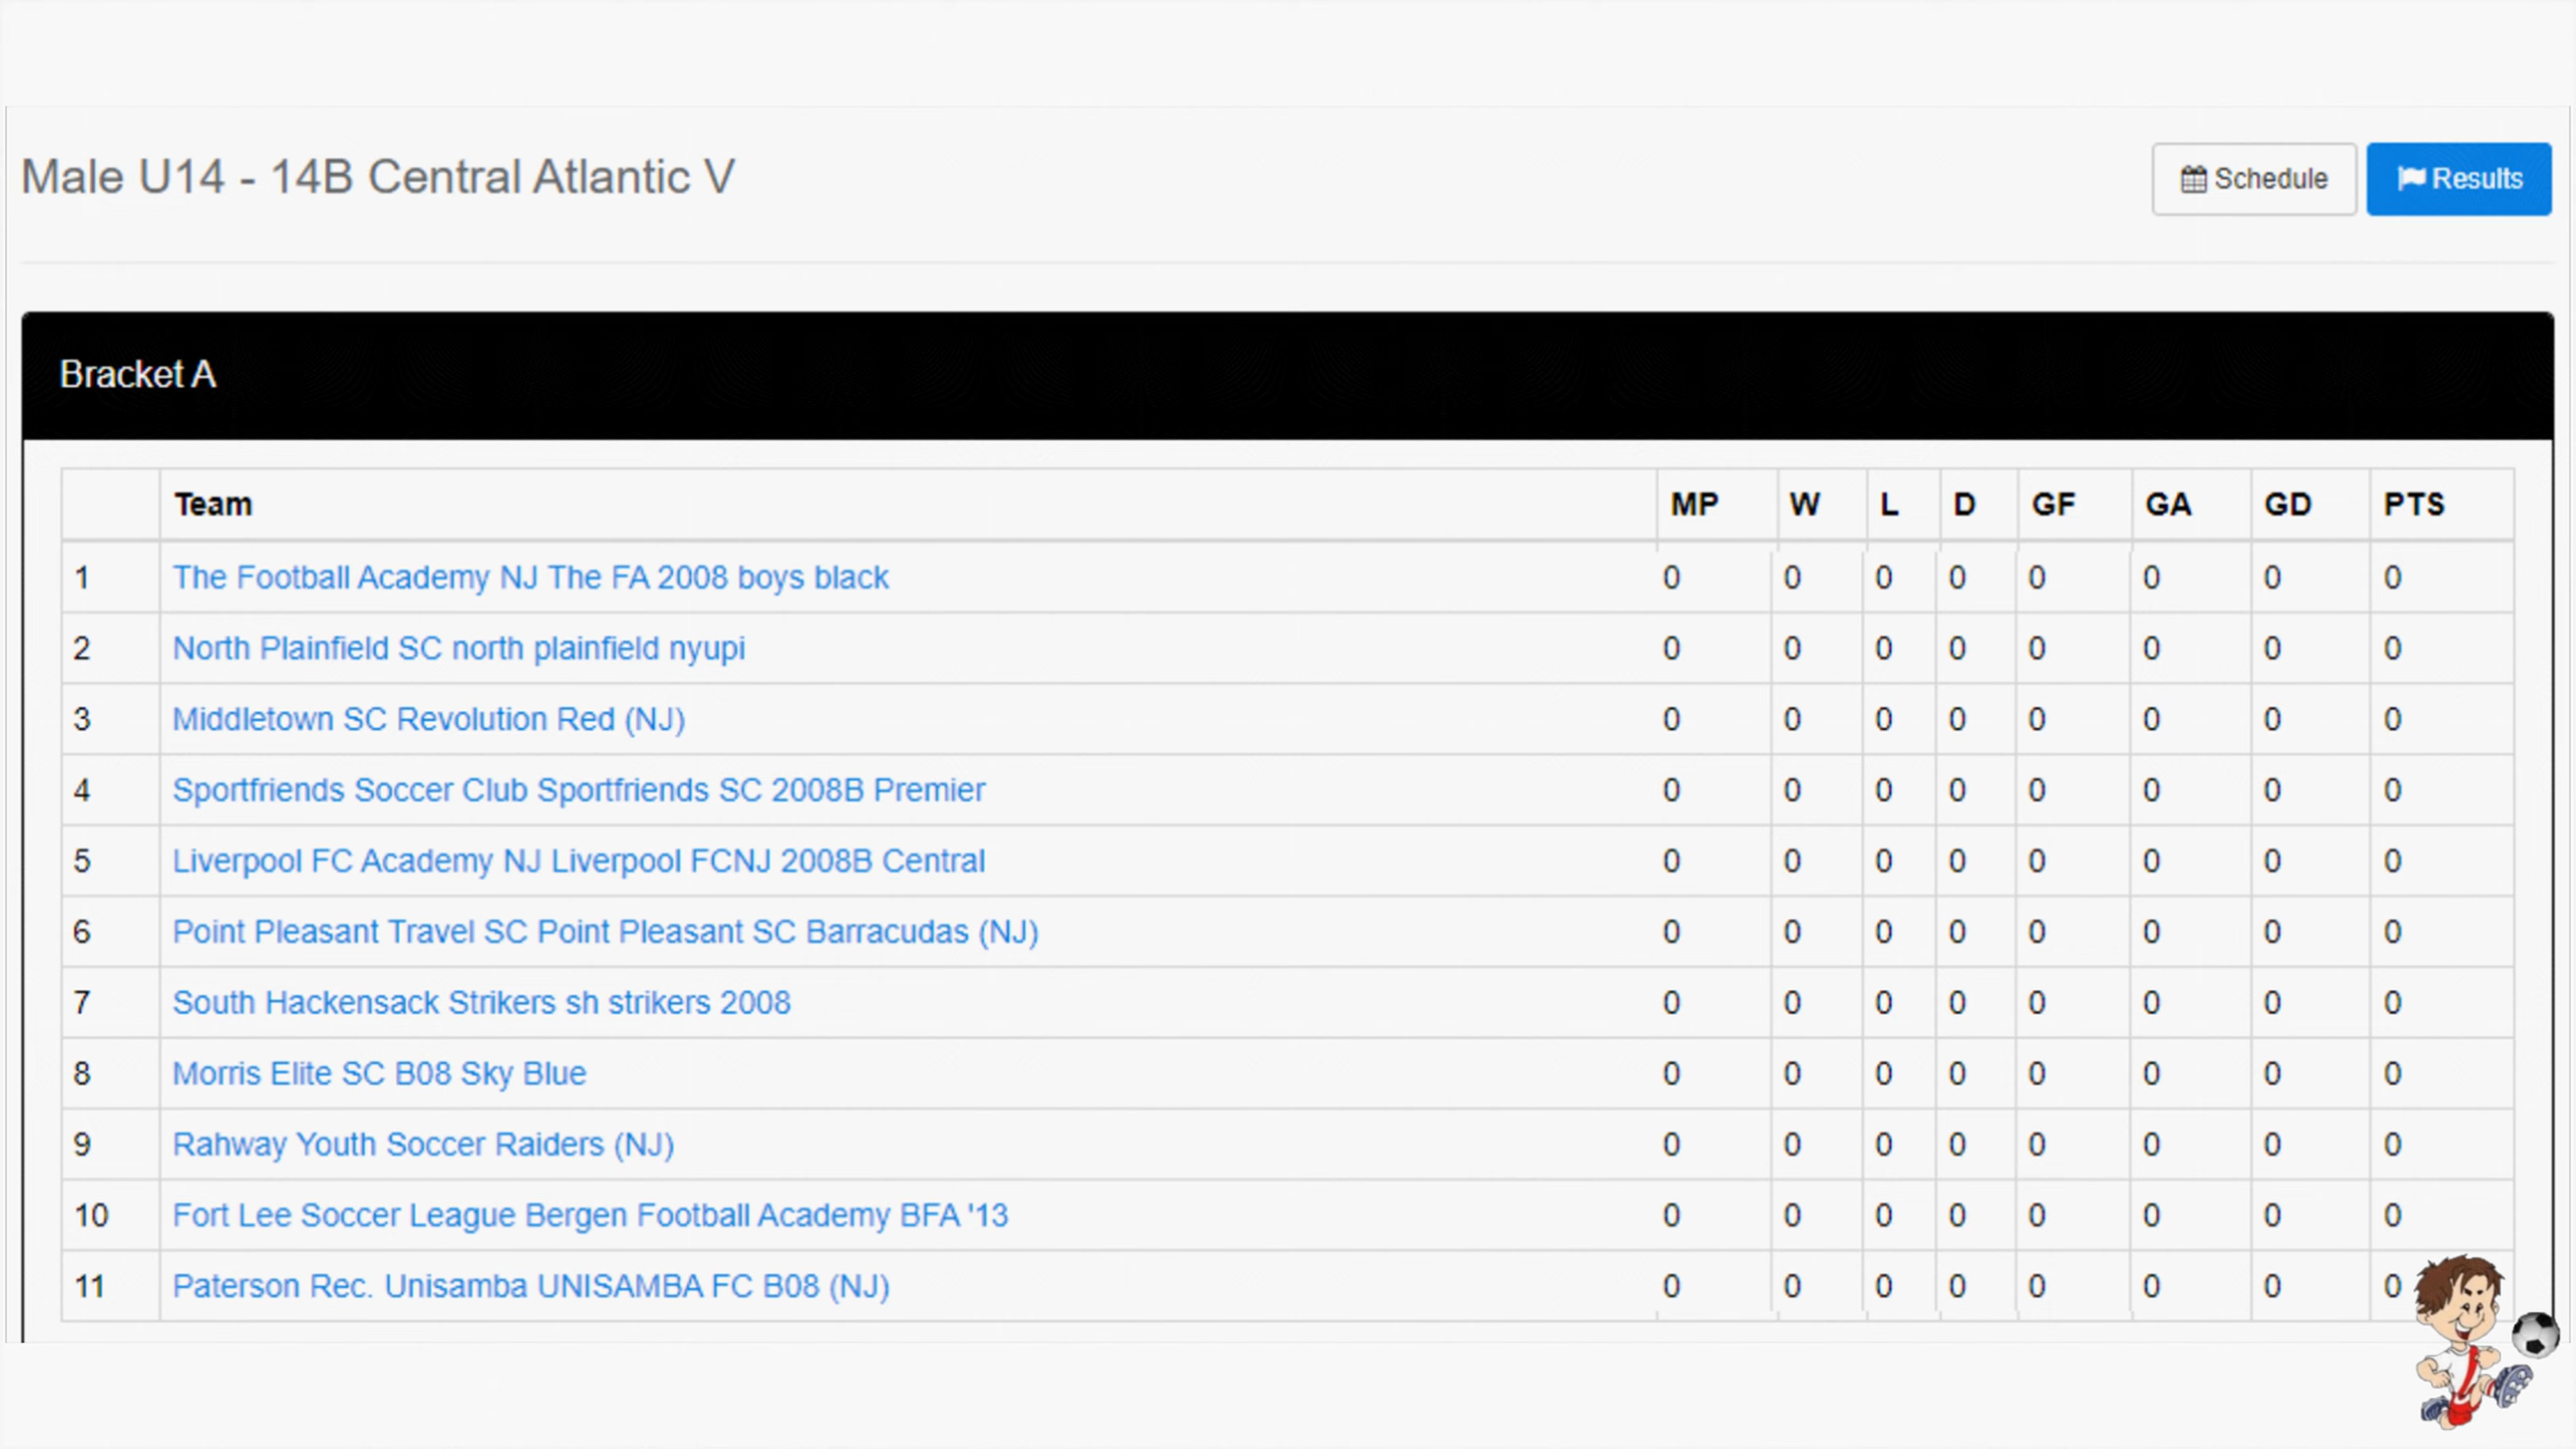 Male U14 - 14B Central Atlantic V
Schedule
Results
Bracket A
Team MP W L D GF GA GD PTS
1 The Football Academy NJ The FA 2008 boys black 0 0 0 0 0 0 0 0
2 North Plainfield SC north plainfield nyupi 0 0 0 0 0 0 0 0
3 Middletown SC Revolution Red (NJ) 0 0 0 0 0 0 0 0
4 Sportfriends Soccer Club Sportfriends SC 2008B Premier 0 0 0 0 0 0 0 0
5 Liverpool FC Academy NJ Liverpool FCNJ 2008B Central 0 0 0 0 0 0 0 0
6 Point Pleasant Travel SC Point Pleasant SC Barracudas (NJ) 0 0 0 0 0 0 0 0
7 South Hackensack Strikers sh strikers 2008 0 0 0 0 0 0 0 0
8 Morris Elite SC B08 Sky Blue 0 0 0 0 0 0 0 0
9 Rahway Youth Soccer Raiders (NJ) 0 0 0 0 0 0 0 0
10 Fort Lee Soccer League Bergen Football Academy BFA '13 0 0 0 0 0 0 0 0
11 Paterson Rec. Unisamba UNISAMBA FC B08 (NJ) 0 0 0 0 0 0 0 0